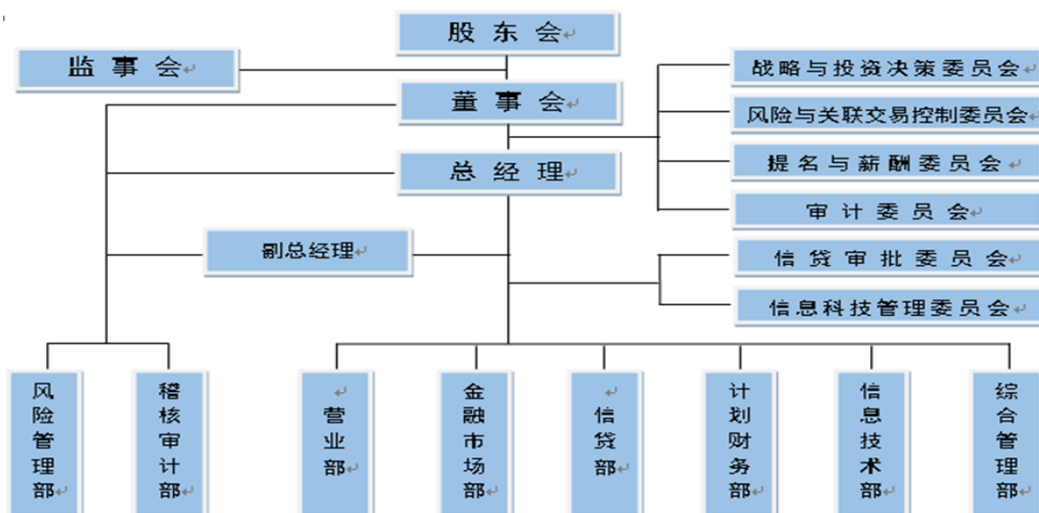 股东会
监事会
董事会
战略与投资决策委员会
风险与关联交易控制委员会
总经理
提名与薪酬委员会
审计委员会
副总经理
信贷审批委员会
信息科技管理委员会
风险管理部
稽核审计部
营业部
金融市场部
信贷部
计划财务部
信息技术部
综合管理部